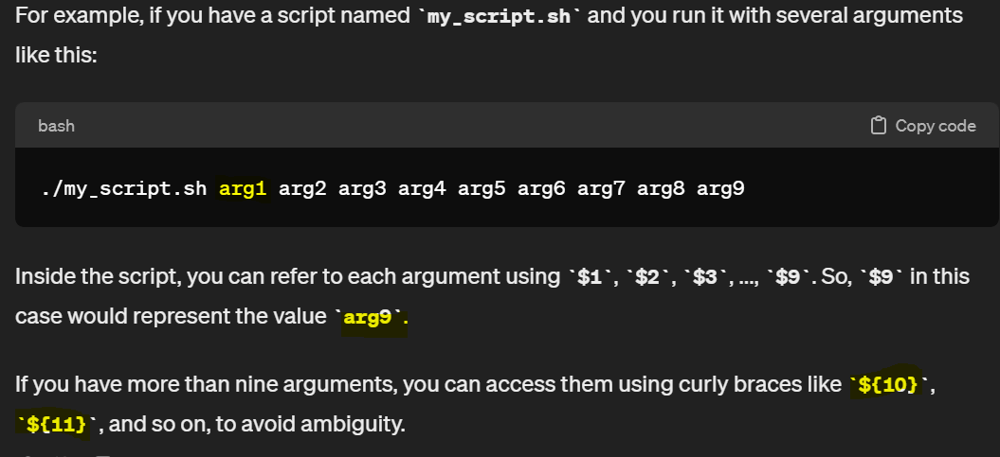 For example, if you have a script named `my_script.sh` and you run it with several arguments
like this:
bash
Copy code
./my_script.sh arg1 arg2 arg3 arg4 arg5 arg6 arg7 arg8 arg9
Inside the script, you can refer to each argument using `$1`, `$2`, `$3`, ..., `$9`. So, `$9` in this
case would represent the value `arg9`.
If you have more than nine arguments, you can access them using curly braces like `${10}`,
`${11}`, and so on, to avoid ambiguity.